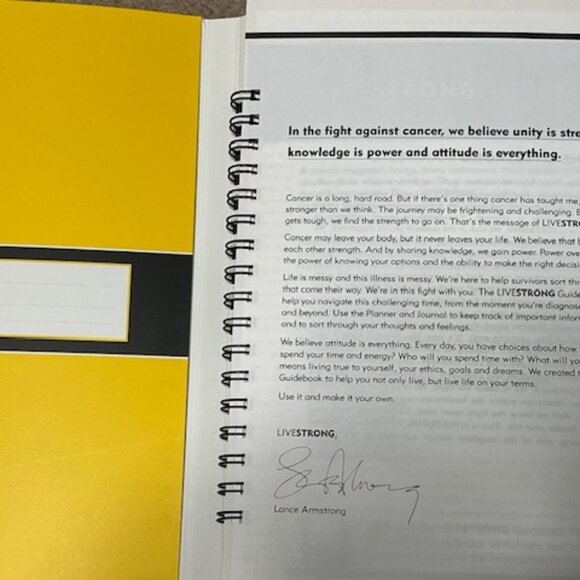 In the fight against cancer, we believe unity is stre
knowledge is power and attitude is everything.
Cancer is a long, hard road. But if there's one thing cancer has taught me,
stronger than we think. The journey may be frightening and challenging. E
gets tough, we find the strength to go on. That's the message of LIVESTRO
Cancer may leave your body, but it never leaves your life. We believe that
each other strength. And by sharing knowledge, we gain power. Power over
the power of knowing your options and the ability to make the right decisi
Life is messy and this illness is messy. We're here to help survivors sort thr
that come their way. We're in this fight with you. The LIVESTRONG Guide
help you navigate this challenging time, from the moment you're diagnose
and beyond. Use the Planner and Journal to keep track of important infor
and to sort through your thoughts and feelings.
We believe attitude is everything. Every day, you have choices about how
spend your time and energy? Who will you spend time with? What will yo
means living true to yourself, your ethics, goals and dreams. We created
Guidebook to help you not only live, but live life on your terms.
Use it and make it your own.
LIVESTRONG,
Lance Armstrong